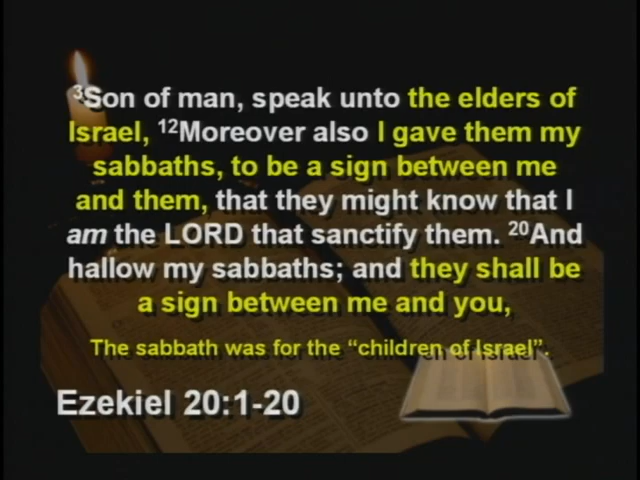 ³Son of man, speak unto the elders of
Israel, ¹²Moreover also I gave them my
sabbaths, to be a sign between me
and them, that they might know that I
am the LORD that sanctify them. ²⁰And
hallow my sabbaths; and they shall be
a sign between me and you,
The sabbath was for the “children of Israel”.
Ezekiel 20:1-20